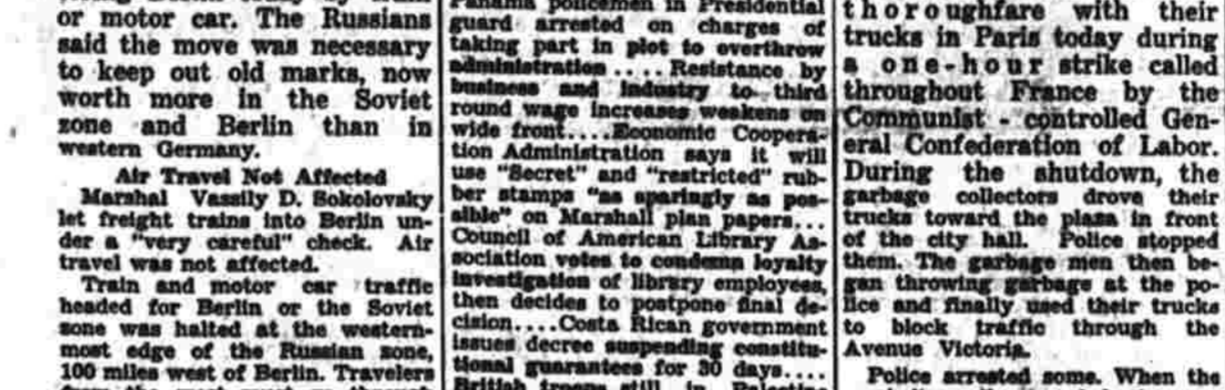 or motor car. The Russians
said the move was necessary
to keep out old marks, now
worth more in the Soviet
zone and Berlin than in
western Germany.
Air Travel Not Affected
Marshal Vassily D. Sokolovsky
let freight trains into Berlin un-
der a "very careful" check. Air
travel was not affected.
Train and motor car traffic
headed for Berlin or the Soviet
zone was halted at the western-
most edge of the Russian zone,
100 miles west of Berlin. Travelers
Panama policemen in Presidential
guard arrested on charges of
taking part in plot to overthrow
administration....Resistance by
business and industry to third
round wage increases weakens on
wide front....Economic Coopera-
tion Administration says it will
use "Secret" and "restricted" rub-
ber stamps "as sparingly as pos-
sible" on Marshall plan papers...
Council of American Library As-
sociation votes to condemn loyalty
investigation of library employees,
then decides to postpone final de-
cision....Costa Rican government
issues decree suspending constitu-
tional guarantees for 30 days....
British troops still in Palestine
thoroughfare with their
trucks in Paris today during
a one-hour strike called
throughout France by the
Communist - controlled Gen-
eral Confederation of Labor.
During the shutdown, the
garbage collectors drove their
trucks toward the plaza in front
of the city hall. Police stopped
them. The garbage men then be-
gan throwing garbage at the po-
lice and finally used their trucks
to block traffic through the
Avenue Victoria.
Police arrested some. When the